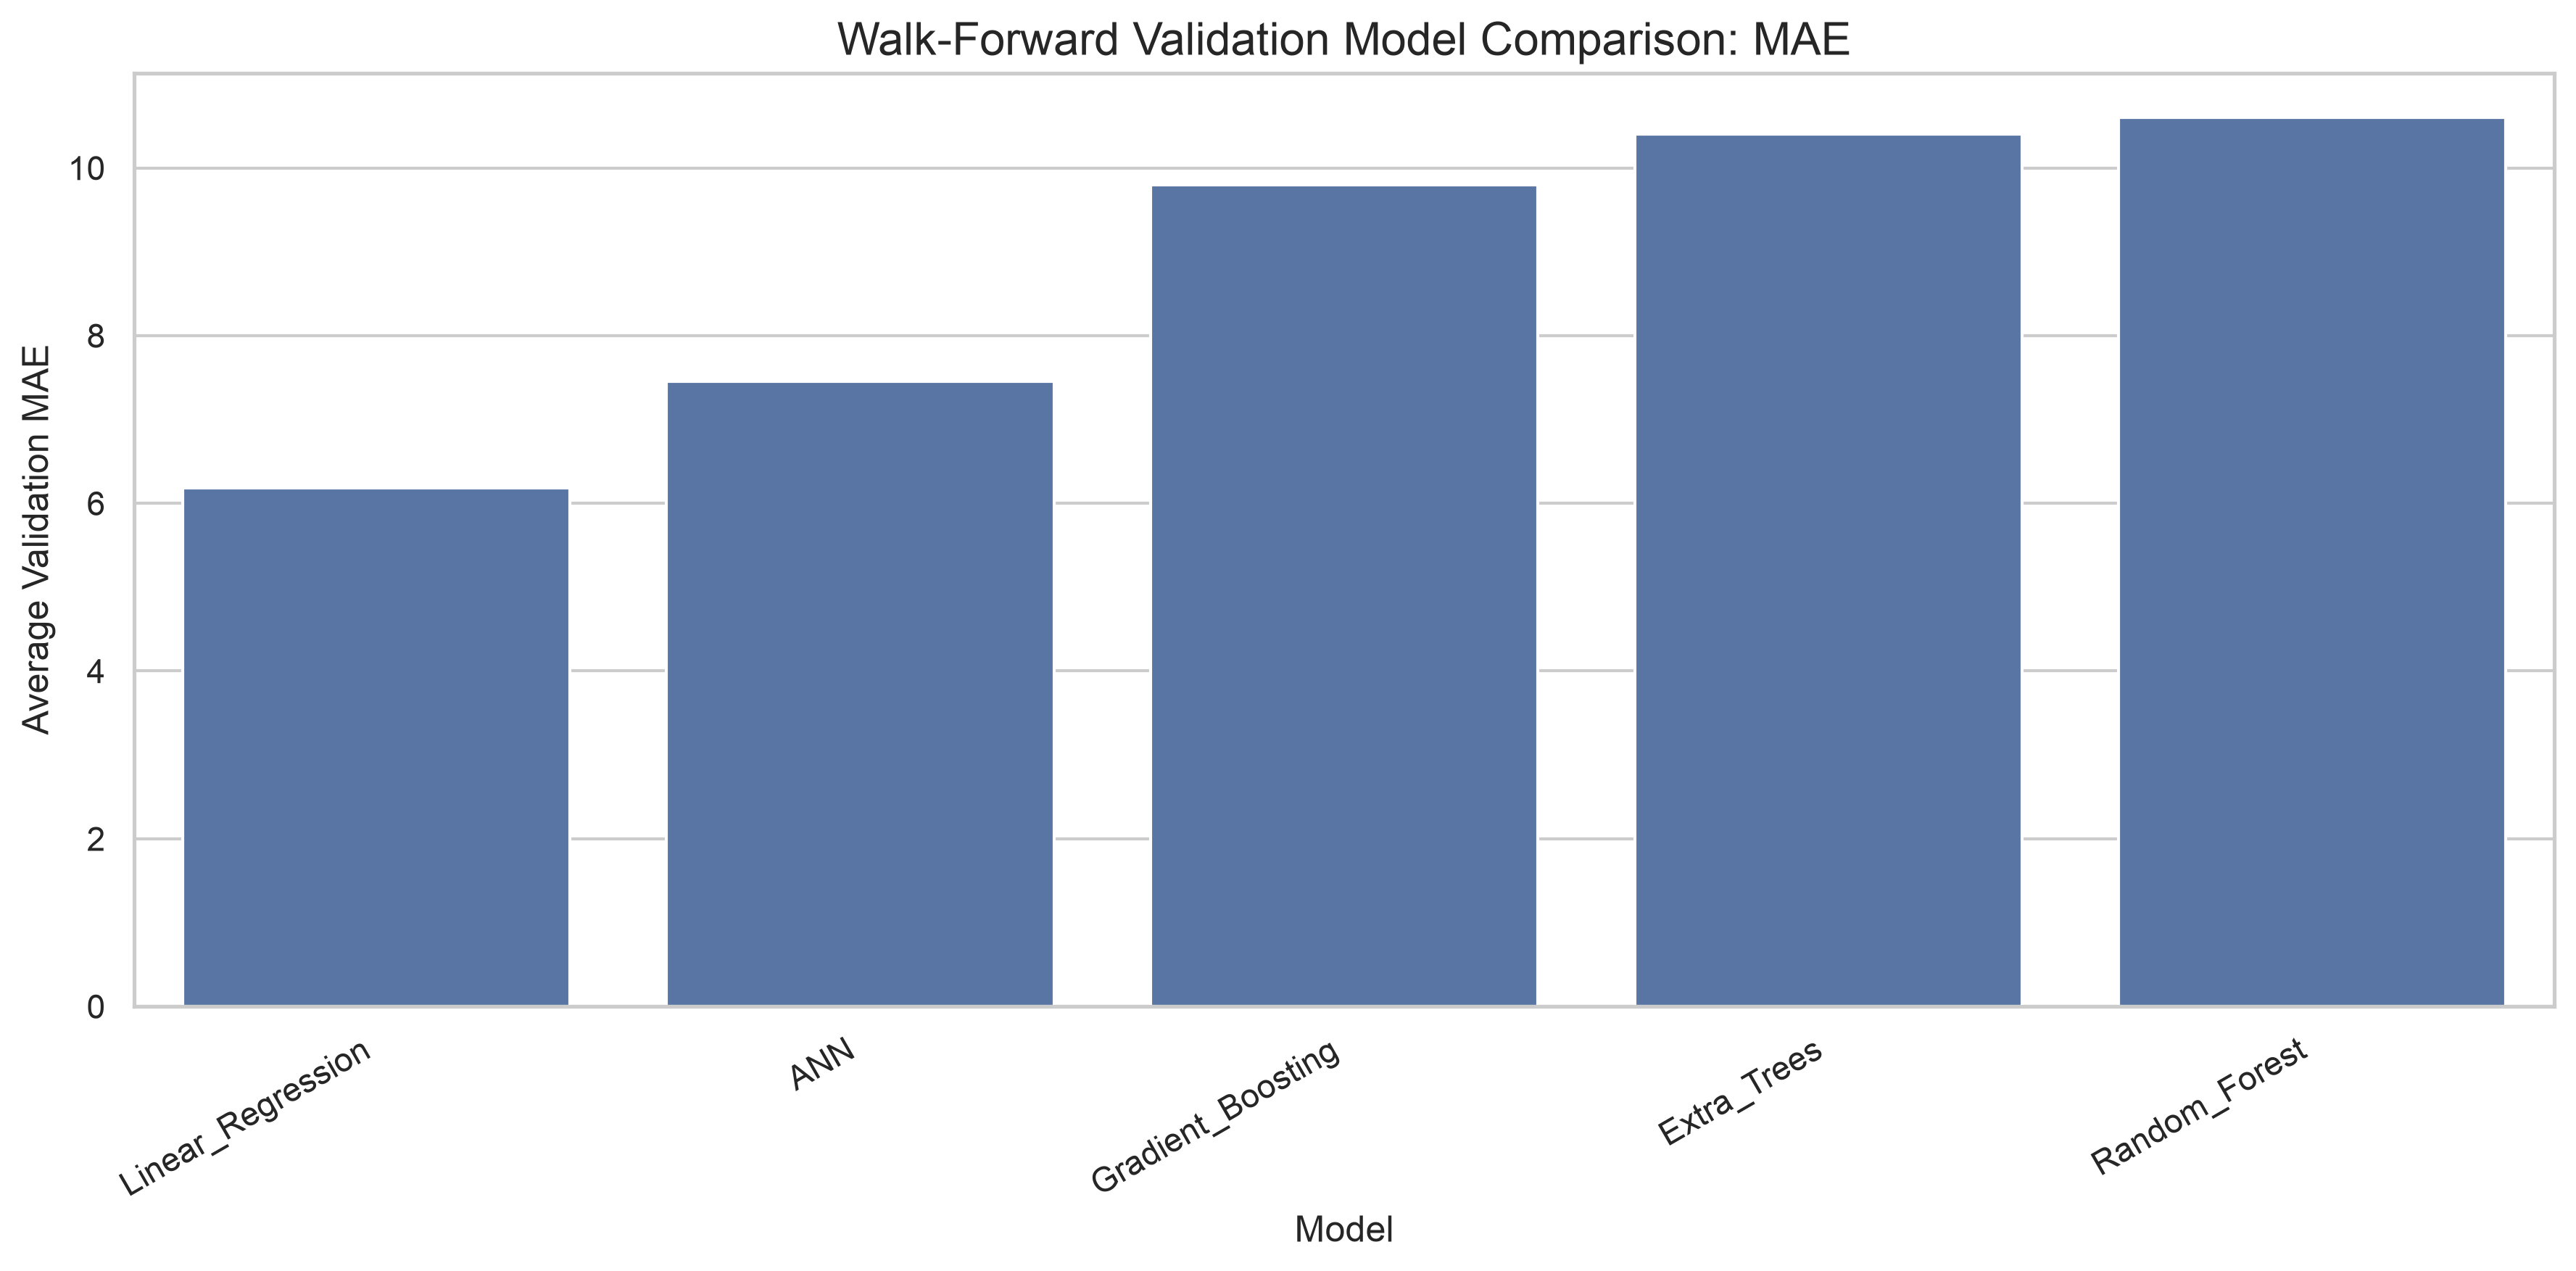 Walk-Forward Validation Model Comparison: MAE
Average Validation MAE
10
8
6
4
2
0
Linear_Regression
ANN
Gradient_Boosting
Extra_Trees
Random_Forest
Model